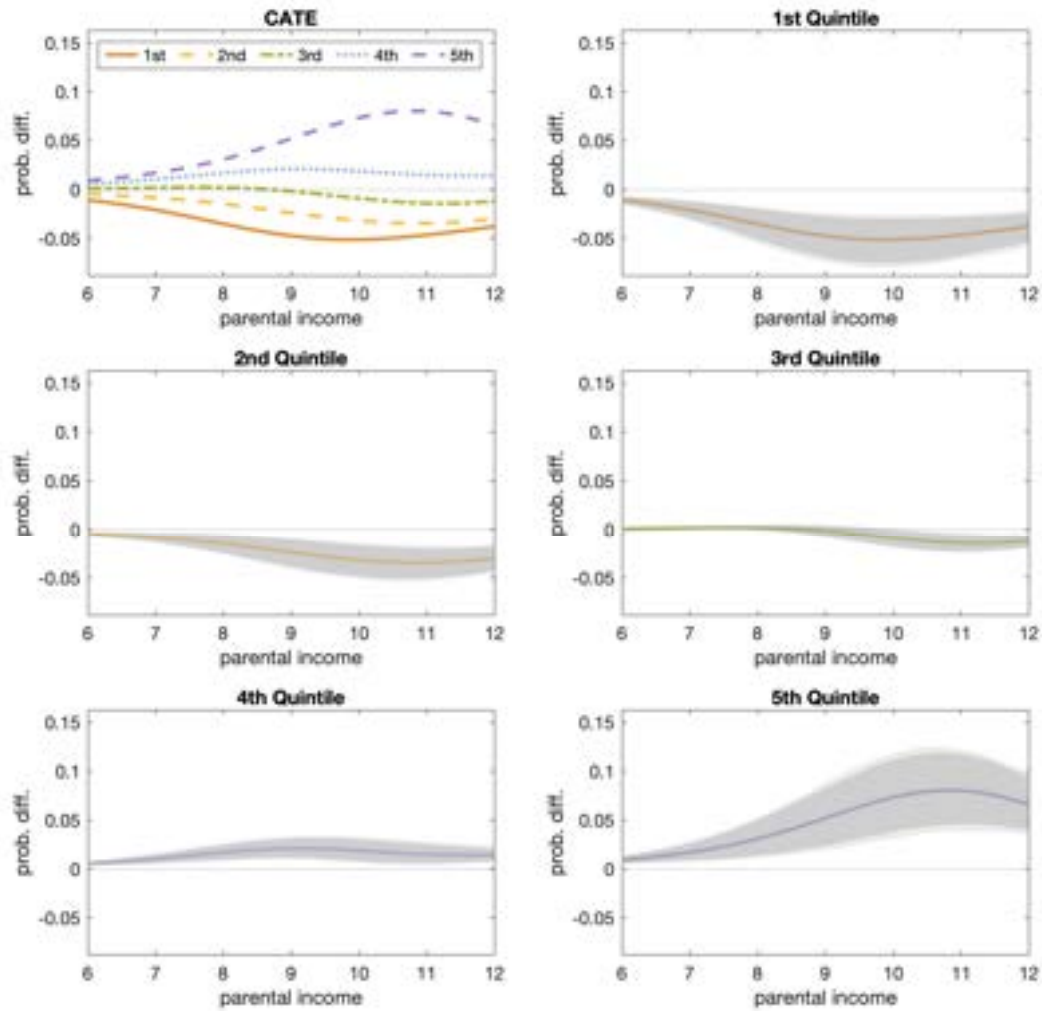 CATE
0.15
1st 2nd 3rd 4th 5th
0.1
prob. diff.
0.05
0
-0.05
6 7 8 9 10 11 12
parental income
1st Quintile
0.15
0.1
prob. diff.
0.05
0
-0.05
6 7 8 9 10 11 12
parental income
2nd Quintile
0.15
0.1
prob. diff.
0.05
0
-0.05
6 7 8 9 10 11 12
parental income
3rd Quintile
0.15
0.1
prob. diff.
0.05
0
-0.05
6 7 8 9 10 11 12
parental income
4th Quintile
0.15
0.1
prob. diff.
0.05
0
-0.05
6 7 8 9 10 11 12
parental income
5th Quintile
0.15
0.1
prob. diff.
0.05
0
-0.05
6 7 8 9 10 11 12
parental income